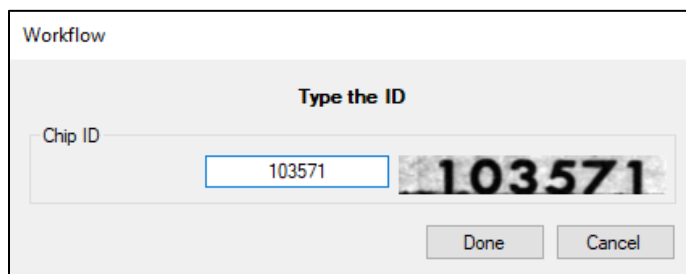 Workflow
Type the ID
Chip ID
103571 103571
Done Cancel